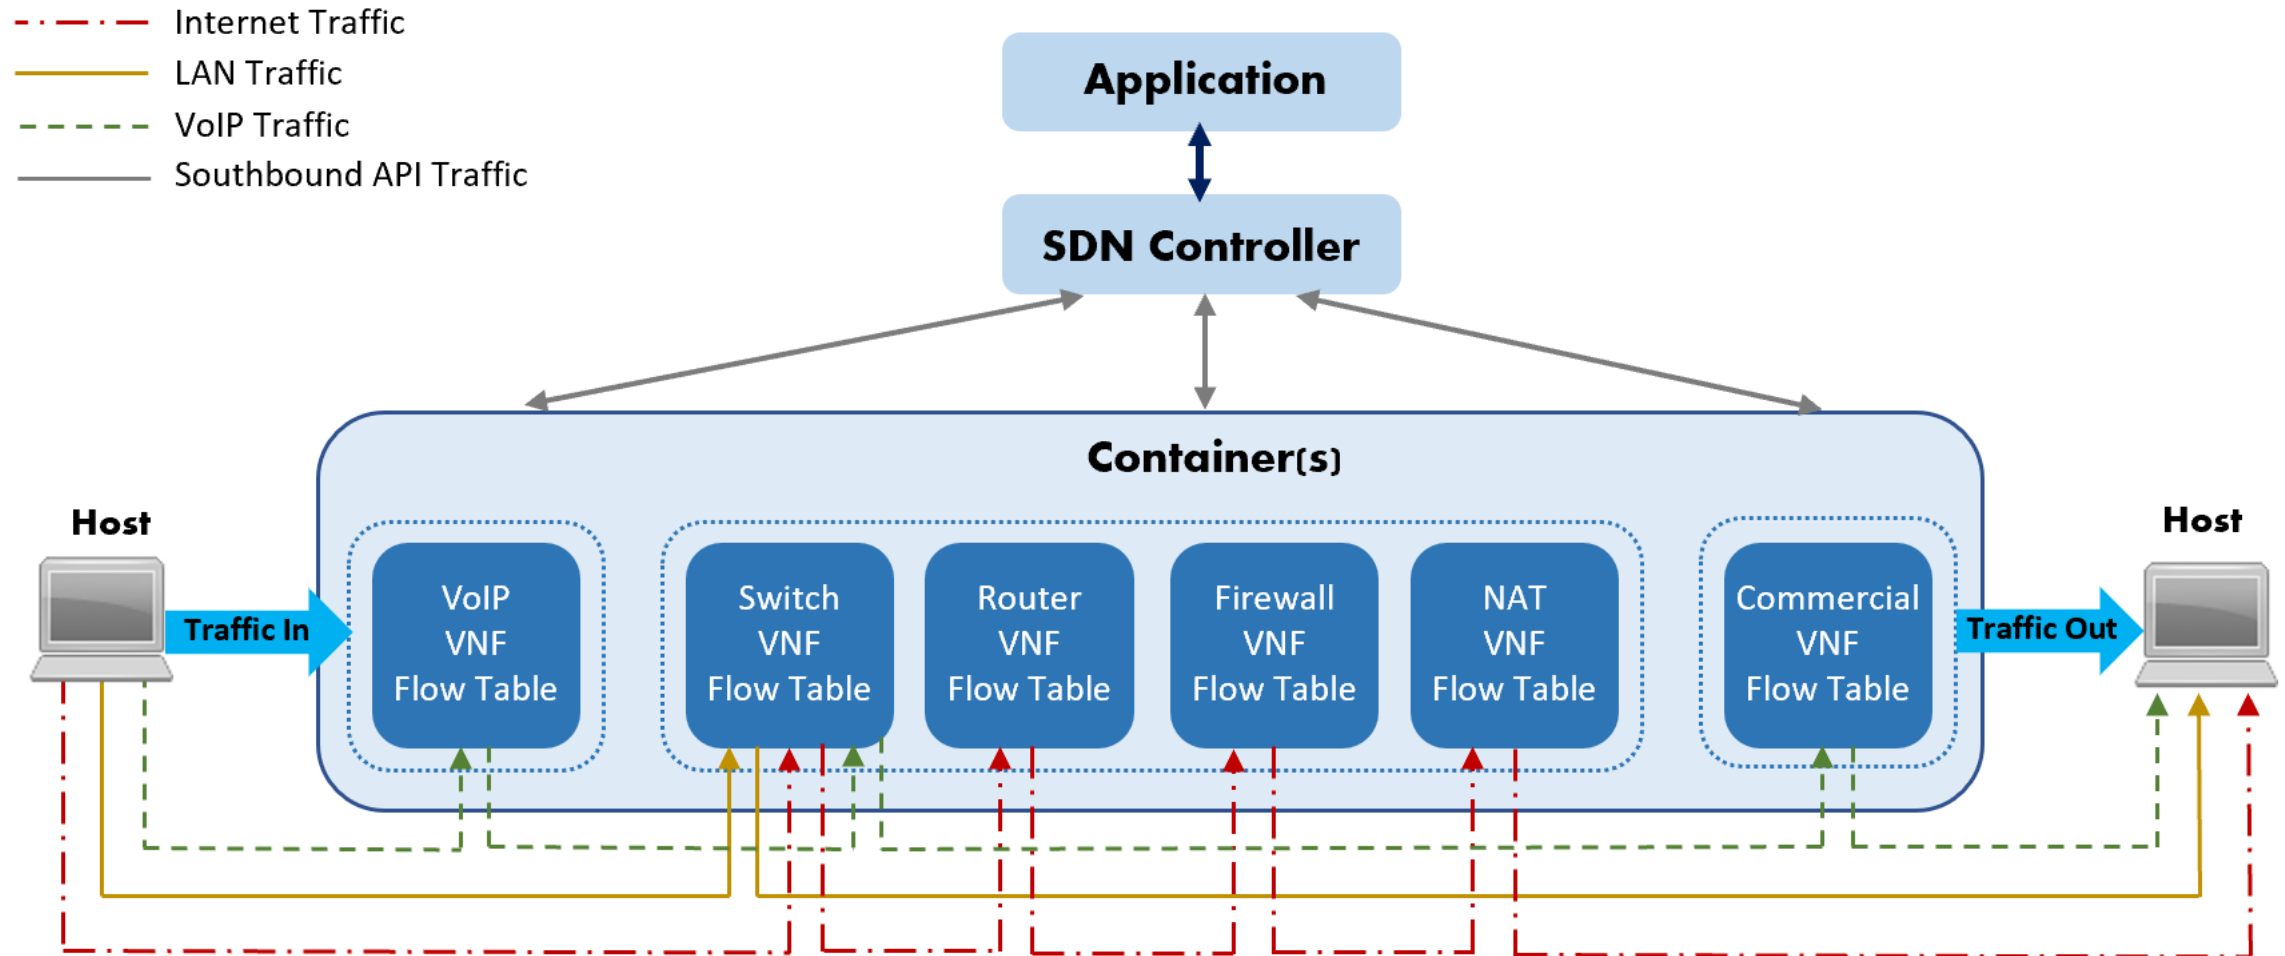 Internet Traffic
LAN Traffic
VoIP Traffic
Southbound API Traffic
Application
SDN Controller
Container(s)
Host
Traffic In
VoIP
VNF
Flow Table
Switch
VNF
Flow Table
Router
VNF
Flow Table
Firewall
VNF
Flow Table
NAT
VNF
Flow Table
Commercial
VNF
Flow Table
Traffic Out
Host